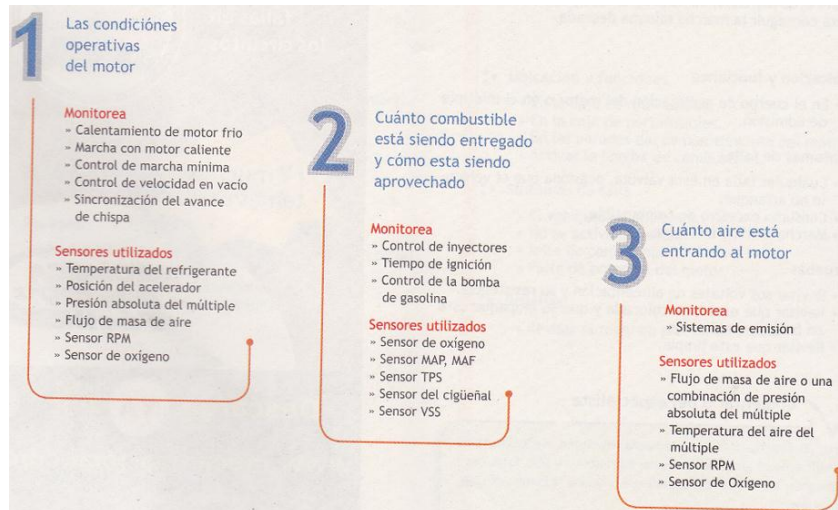 1
Las condiciónes
operativas
del motor
Monitorea
» Calentamiento de motor frio
» Marcha con motor caliente
» Control de marcha mínima
» Control de velocidad en vacío
» Sincronización del avance
de chispa
Sensores utilizados
» Temperatura del refrigerante
» Posición del acelerador
» Presión absoluta del múltiple
» Flujo de masa de aire
» Sensor RPM
» Sensor de oxígeno
2
Cuánto combustible
está siendo entregado
y cómo esta siendo
aprovechado
Monitorea
» Control de inyectores
» Tiempo de ignición
» Control de la bomba
de gasolina
Sensores utilizados
» Sensor de oxígeno
» Sensor MAP, MAF
» Sensor TPS
» Sensor del cigüeñal
» Sensor VSS
3
Cuánto aire está
entrando al motor
Monitorea
» Sistemas de emisión
Sensores utilizados
» Flujo de masa de aire o una
combinación de presión
absoluta del múltiple
» Temperatura del aire del
múltiple
» Sensor RPM
» Sensor de Oxígeno